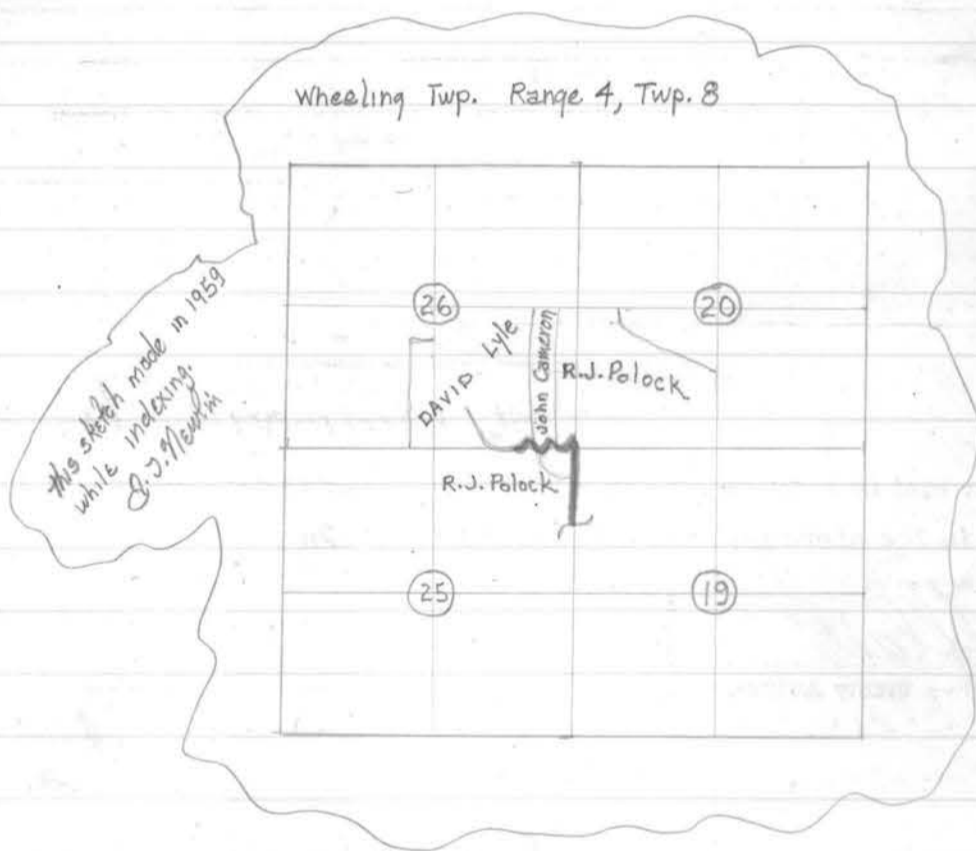 Wheeling Twp. Range 4, Twp. 8
26
20
Lyle
John Cameron
R.J. Polock
DAVID
this sketch made in 1959
while indexing.
R.J. Polock
25
19